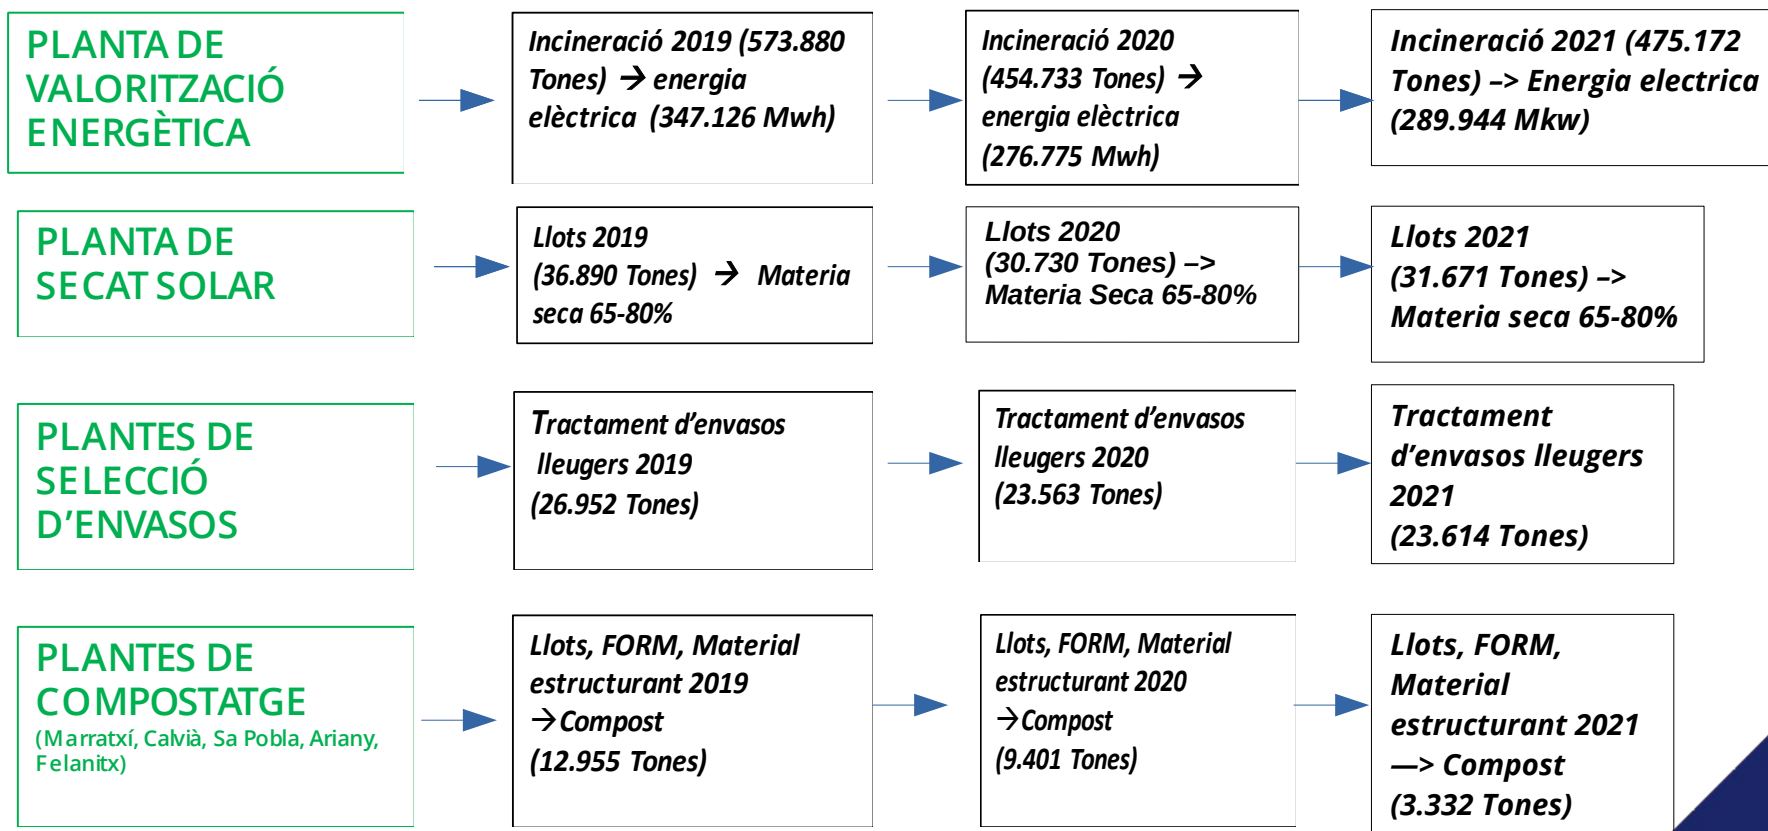 PLANTA DE
VALORITZACIÓ
ENERGÈTICA
Incineració 2019 (573.880
Tones) → energia
elèctrica (347.126 Mwh)
Incineració 2020
(454.733 Tones) →
energia elèctrica
(276.775 Mwh)
Incineració 2021 (475.172
Tones) –> Energia electrica
(289.944 Mkw)
PLANTA DE
SECAT SOLAR
Llots 2019
(36.890 Tones) → Materia
seca 65-80%
Llots 2020
(30.730 Tones) –>
Materia Seca 65-80%
Llots 2021
(31.671 Tones) –>
Materia seca 65-80%
PLANTES DE
SELECCIÓ
D’ENVASOS
Tractament d’envasos
lleugers 2019
(26.952 Tones)
Tractament d’envasos
lleugers 2020
(23.563 Tones)
Tractament
d’envasos lleugers
2021
(23.614 Tones)
PLANTES DE
COMPOSTATGE
(Marratxí, Calvià, Sa Pobla, Ariany,
Felanitx)
Llots, FORM, Material
estructurant 2019
→Compost
(12.955 Tones)
Llots, FORM, Material
estructurant 2020
→Compost
(9.401 Tones)
Llots, FORM,
Material
estructurant 2021
—> Compost
(3.332 Tones)